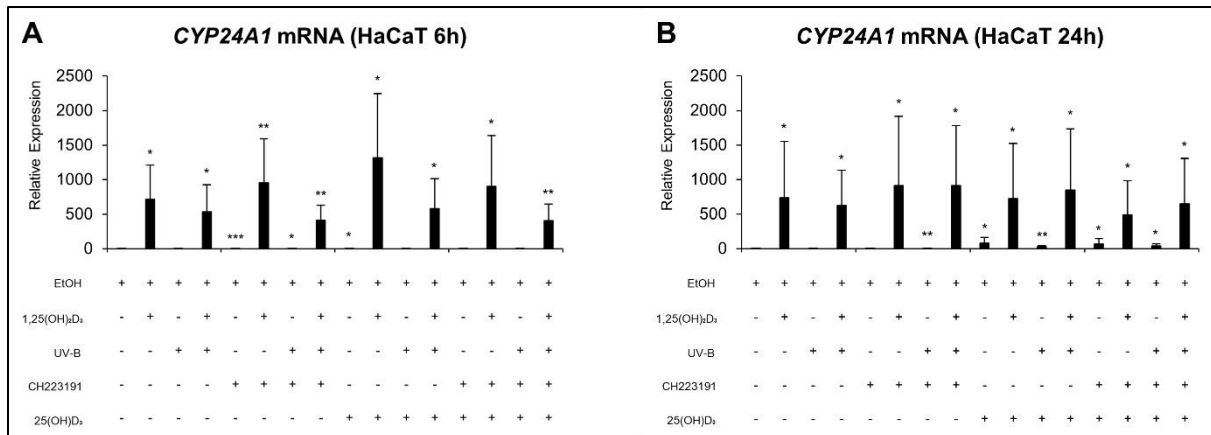 A
CYP24A1 mRNA (HaCaT 6h)
Relative Expression
2500
2000
1500
1000
500
0
* * *** ** * ** * * * * **
EtOH + + + + + + + + + + + + + + + +
1,25(OH)₂D₃ - + - + - + - + - + - + - + - +
UV-B - - + + - - + + - - + + - - + +
CH223191 - - - - + + + + - - - - + + + +
25(OH)D₃ - - - - - - - - + + + + + + + +
B
CYP24A1 mRNA (HaCaT 24h)
Relative Expression
2500
2000
1500
1000
500
0
* * * ** * * * ** * * * * *
EtOH + + + + + + + + + + + + + + + +
1,25(OH)₂D₃ - + - + - + - + - + - + - + - +
UV-B - - + + - - + + - - + + - - + +
CH223191 - - - - + + + + - - - - + + + +
25(OH)D₃ - - - - - - - - + + + + + + + +